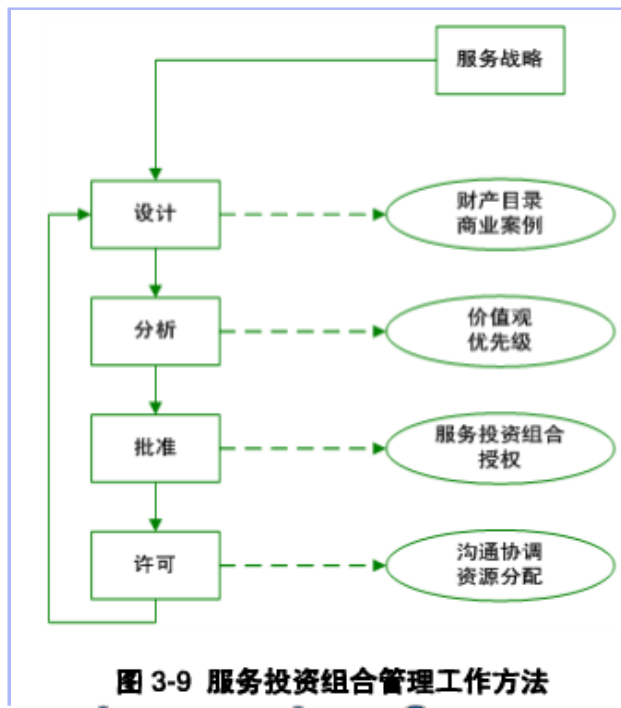 服务战略
设计
财产目录
商业案例
分析
价值观
优先级
批准
服务投资组合
授权
许可
沟通协调
资源分配
图 3-9 服务投资组合管理工作方法